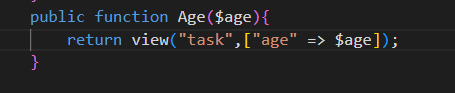 public function Age($age){
return view("task",["age" => $age]);
}